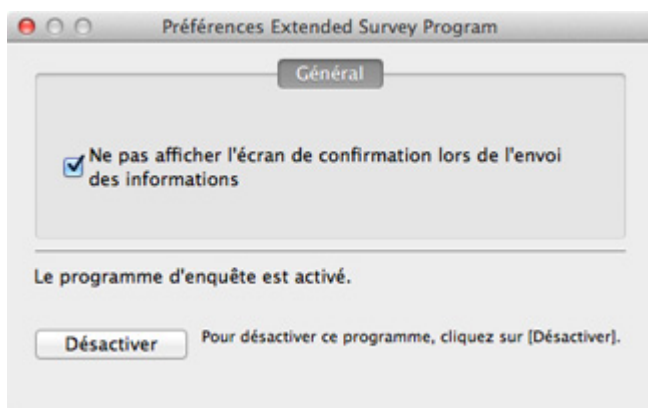 Préférences Extended Survey Program
Général
Ne pas afficher l'écran de confirmation lors de l'envoi
des informations
Le programme d'enquête est activé.
Désactiver
Pour désactiver ce programme, cliquez sur [Désactiver].